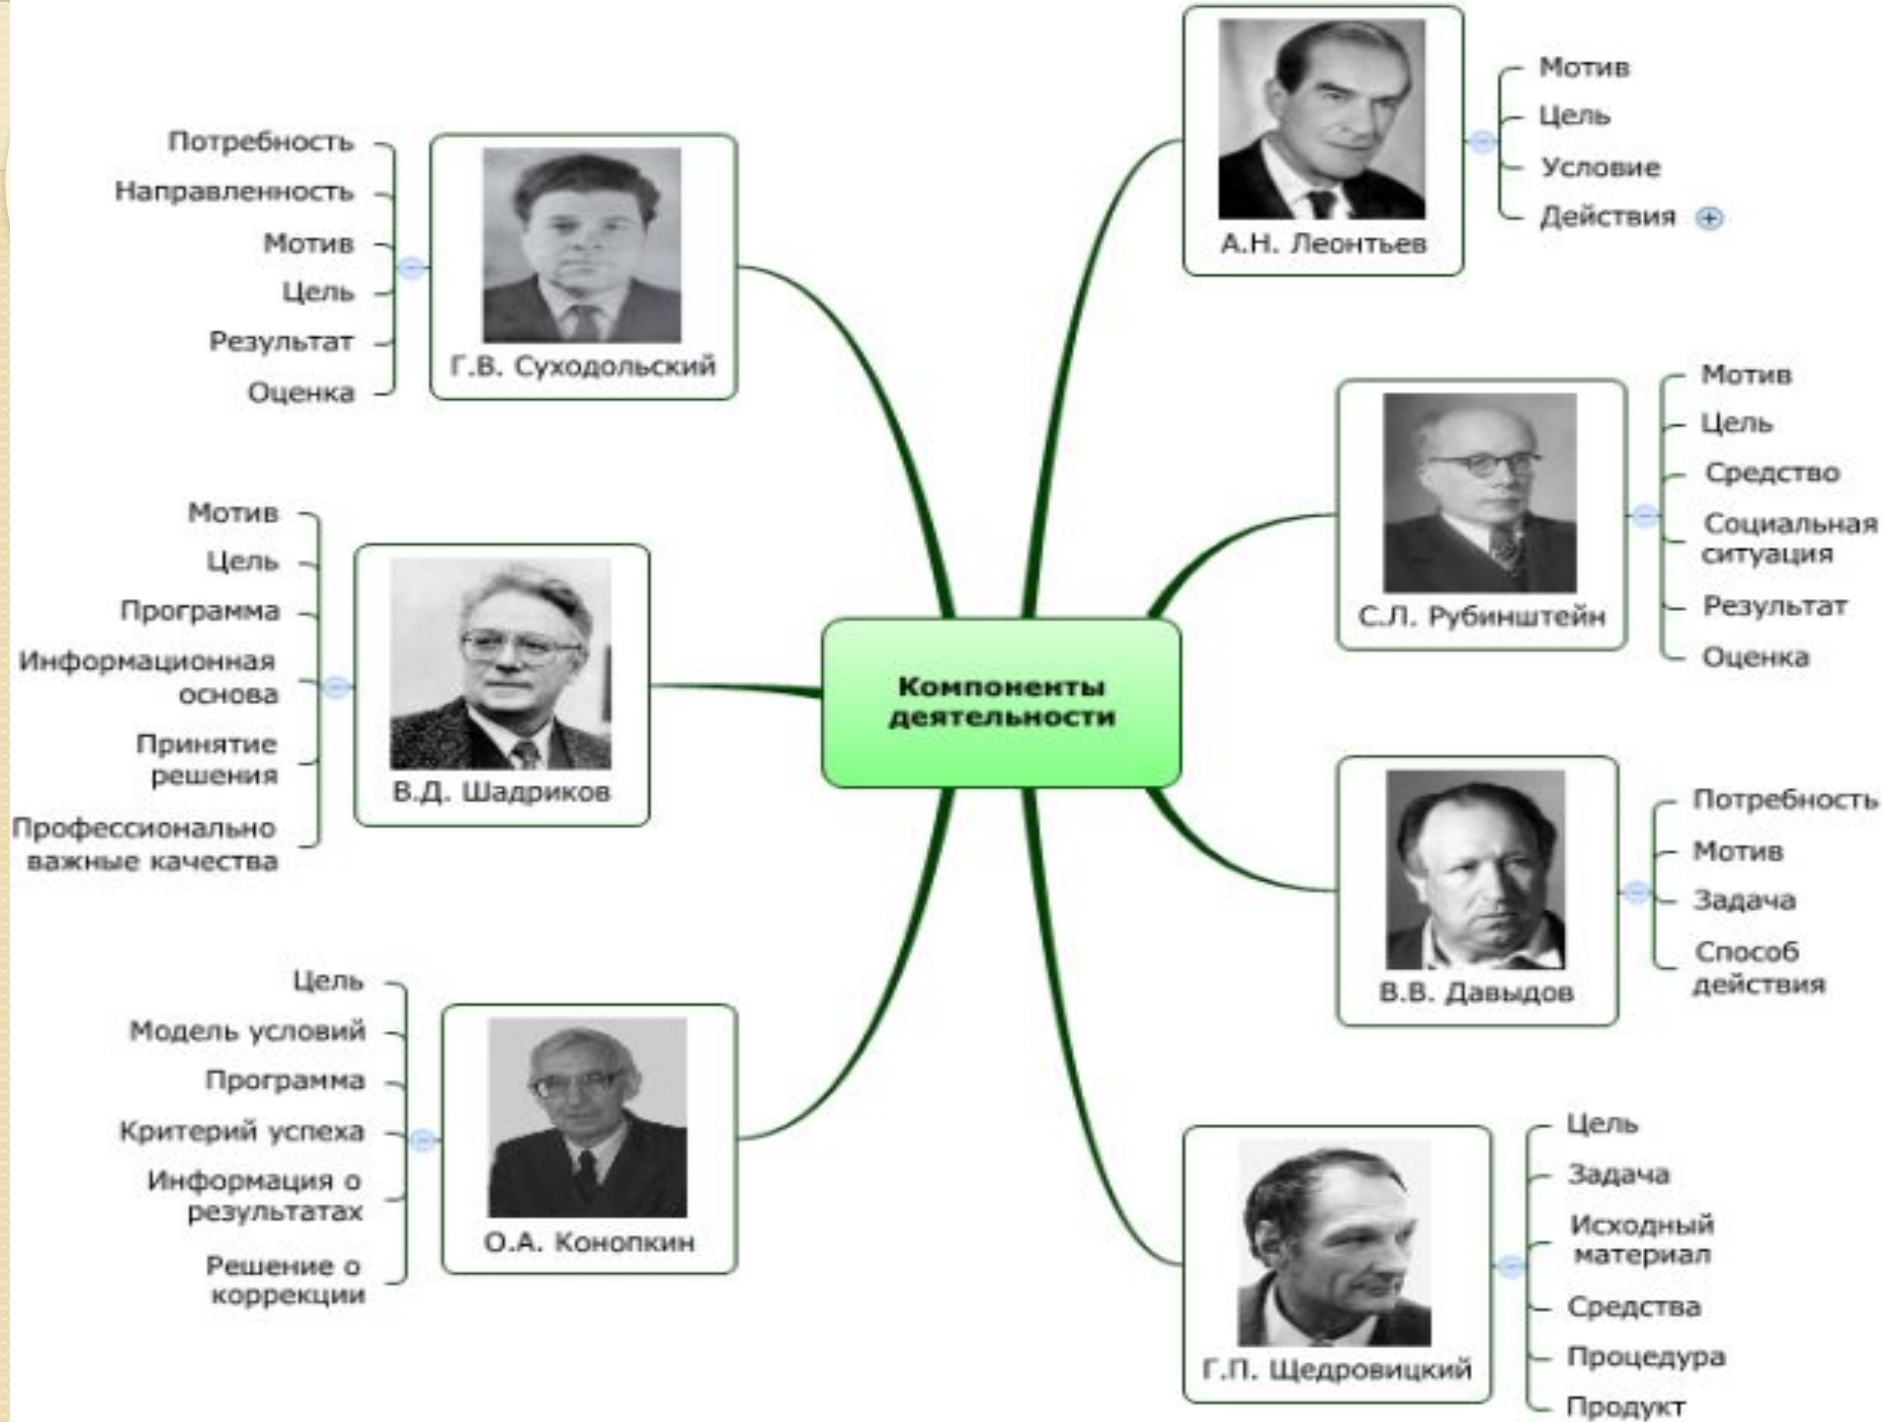 Компоненты
деятельности
А.Н. Леонтьев
Мотив
Цель
Условие
Действия
С.Л. Рубинштейн
Мотив
Цель
Средство
Социальная
ситуация
Результат
Оценка
В.В. Давыдов
Потребность
Мотив
Задача
Способ
действия
Г.П. Щедровицкий
Цель
Задача
Исходный
материал
Средства
Процедура
Продукт
Г.В. Суходольский
Потребность
Направленность
Мотив
Цель
Результат
Оценка
В.Д. Шадриков
Мотив
Цель
Программа
Информационная
основа
Принятие
решения
Профессионально
важные качества
О.А. Конопкин
Цель
Модель условий
Программа
Критерий успеха
Информация о
результатах
Решение о
коррекции